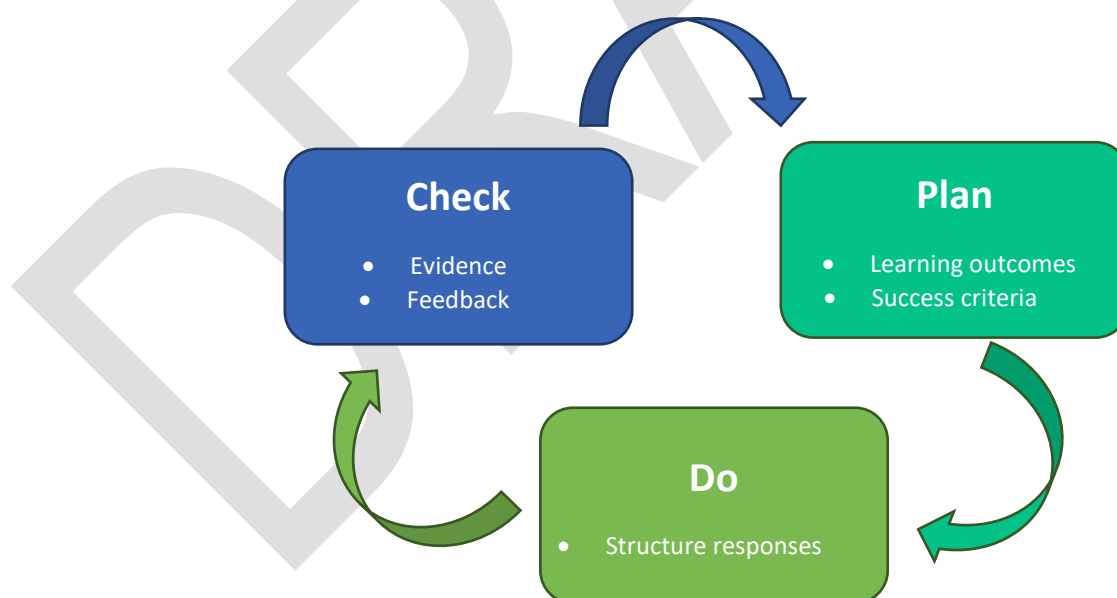 Check
• Evidence
• Feedback
Plan
• Learning outcomes
• Success criteria
Do
• Structure responses